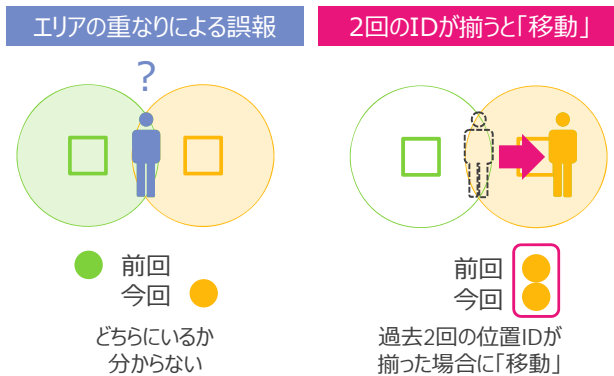 エリアの重なりによる誤報
?
前回
今回
どちらにいるか
分からない
2回のIDが揃うと「移動」
前回
今回
過去2回の位置IDが
揃った場合に「移動」